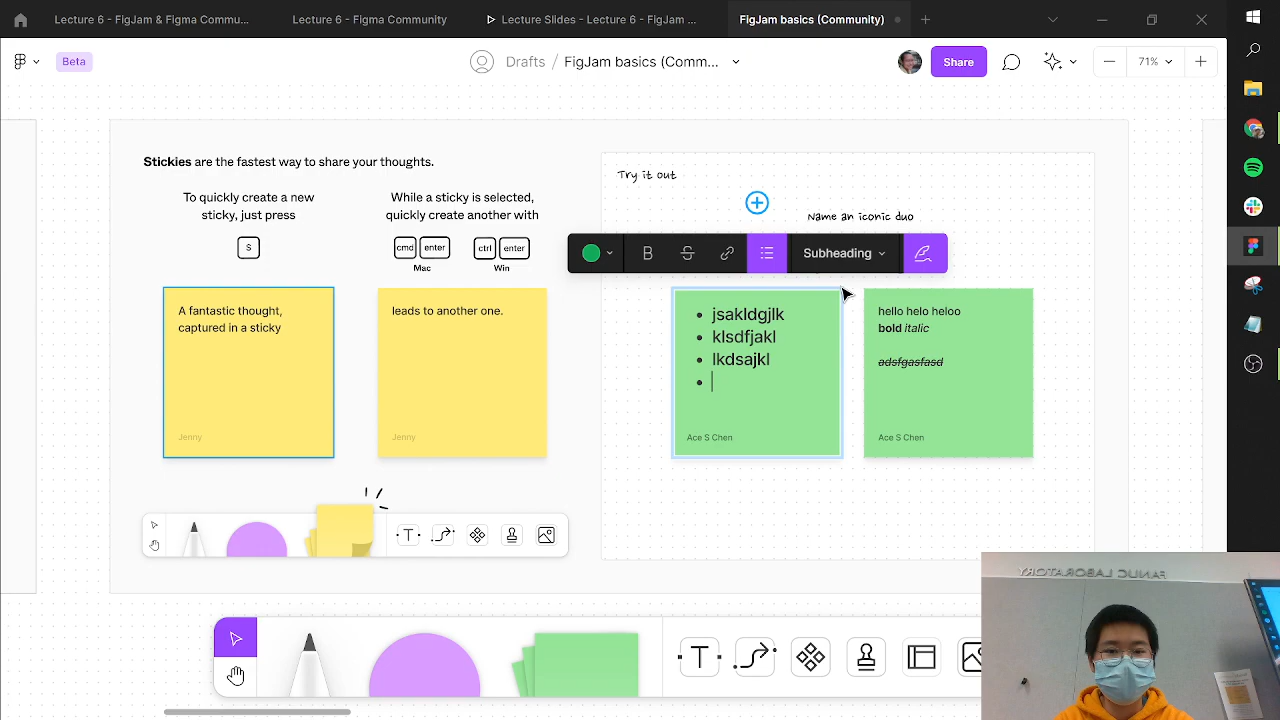 Lecture 6 - FigJam & Figma Commu...
Lecture 6 - Figma Community
Lecture Slides - Lecture 6 - FigJam ...
FigJam basics (Community)
Beta
Drafts / FigJam basics (Comm...
Share
71%
Stickies are the fastest way to share your thoughts.
To quickly create a new
sticky, just press
S
While a sticky is selected,
quickly create another with
cmd enter
ctrl enter
Mac
Win
A fantastic thought,
captured in a sticky
Jenny
leads to another one.
Jenny
T
Try it out
Name an iconic duo
B
S
Subheading
• jsakldgjlk
• klsdfjakl
• lkdsajkl
•
Ace S Chen
hello helo heloo
bold italic
adsfgasfasd
Ace S Chen
T
FANUC LABORATORY